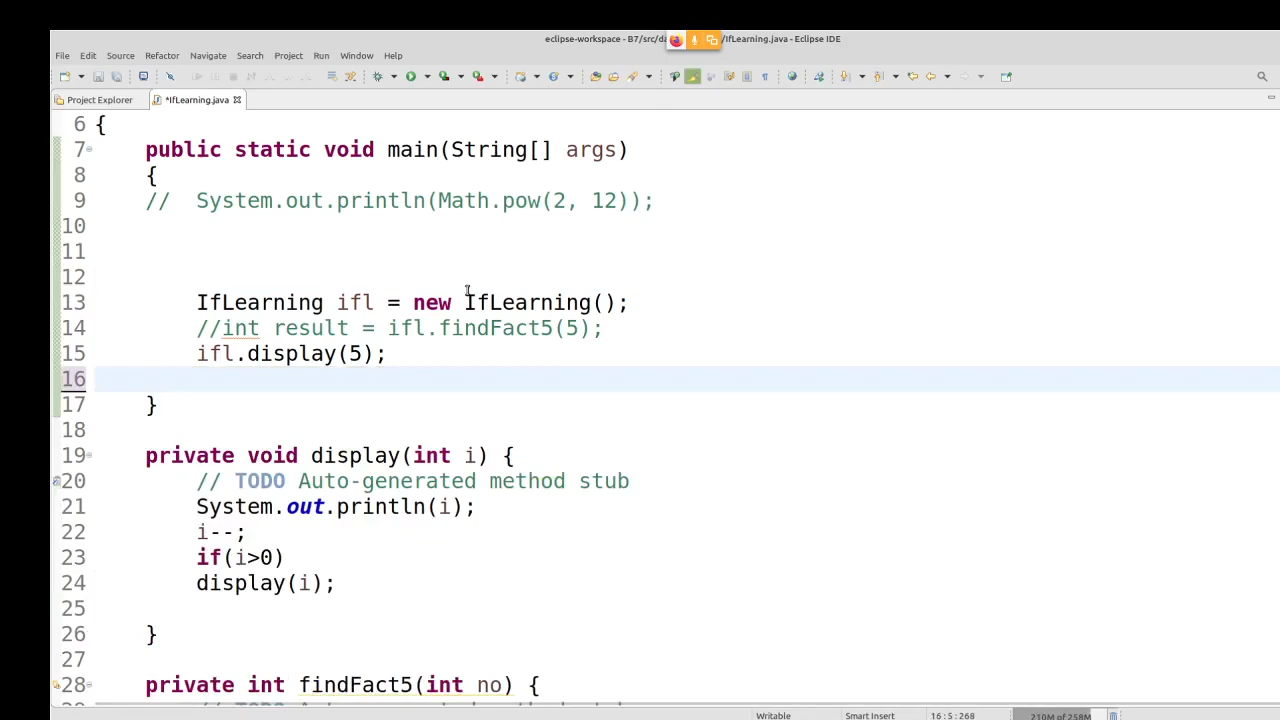 eclipse-workspace - B7/src/da /IfLearning.java - Eclipse IDE
File Edit Source Refactor Navigate Search Project Run Window Help
Project Explorer *IfLearning.java
6 {
7 public static void main(String[] args)
8 {
9 // System.out.println(Math.pow(2, 12));
10
11
12
13 IfLearning ifl = new IfLearning();
14 //int result = ifl.findFact5(5);
15 ifl.display(5);
16
17 }
18
19 private void display(int i) {
20 // TODO Auto-generated method stub
21 System.out.println(i);
22 i--;
23 if(i>0)
24 display(i);
25
26 }
27
28 private int findFact5(int no) {
Writable Smart Insert 16:5:268 210M of 258M